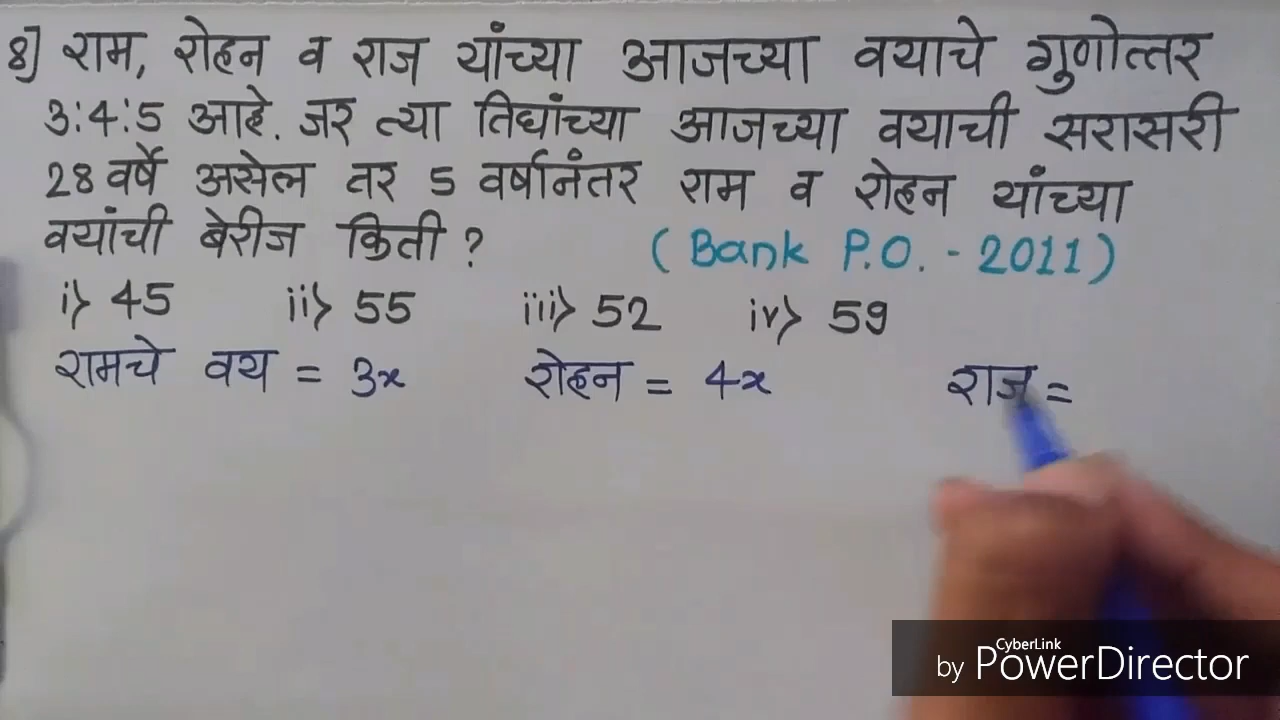 8] राम, रोहन व राज यांच्या आजच्या वयाचे गुणोत्तर
3:4:5 आहे. जर त्या तिघांच्या आजच्या वयाची सरासरी
28 वर्षे असेल तर 5 वर्षानंतर राम व रोहन यांच्या
वयांची बेरीज किती ?
(Bank P.O. - 2011)
i) 45 ii) 55 iii) 52 iv) 59
रामचे वय = 3x रोहन = 4x राज =
CyberLink
by PowerDirector